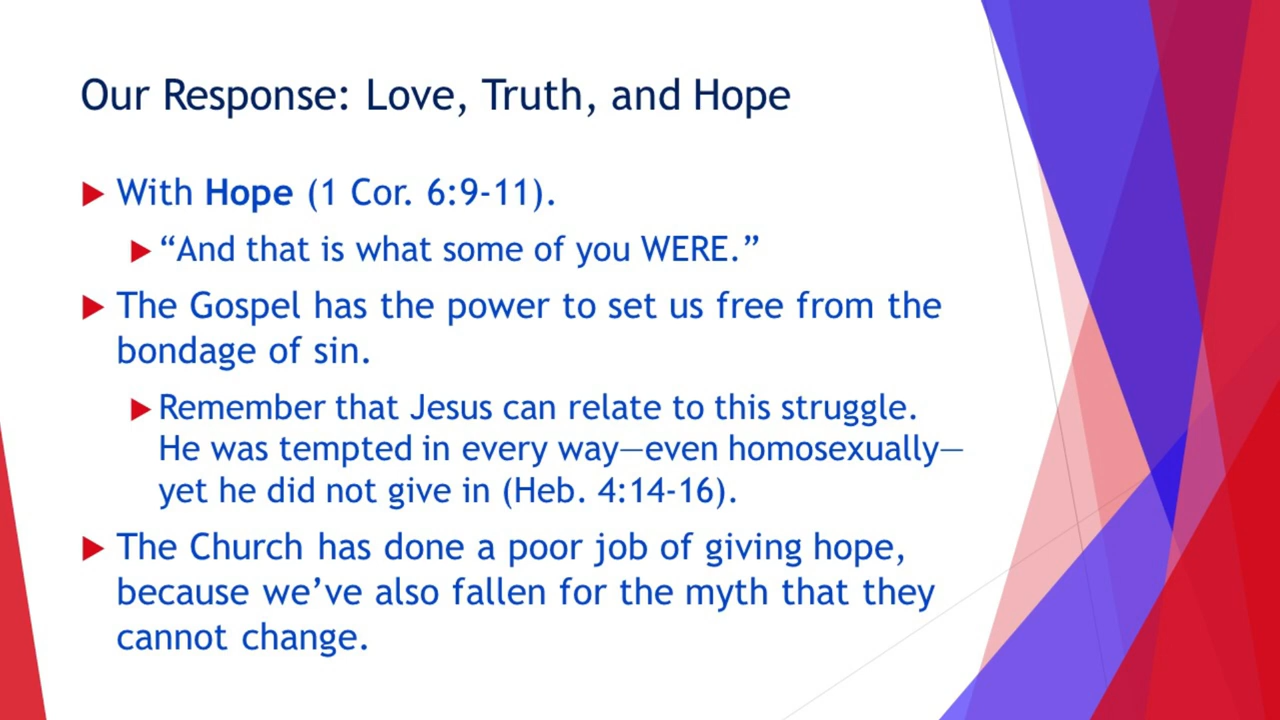 Our Response: Love, Truth, and Hope
With Hope (1 Cor. 6:9-11).
“And that is what some of you WERE.”
The Gospel has the power to set us free from the
bondage of sin.
Remember that Jesus can relate to this struggle.
He was tempted in every way—even homosexually—
yet he did not give in (Heb. 4:14-16).
The Church has done a poor job of giving hope,
because we’ve also fallen for the myth that they
cannot change.